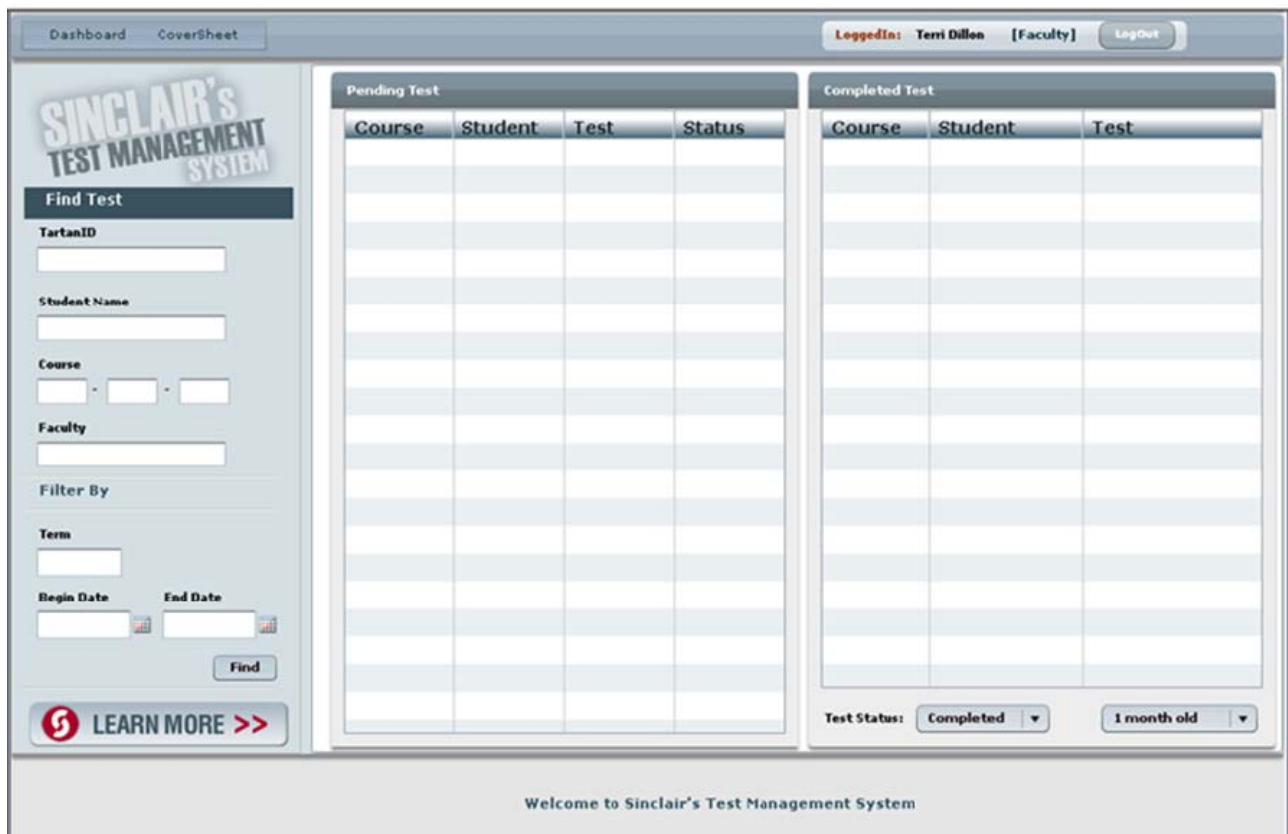 Dashboard CoverSheet
LoggedIn: Terri Dillon [Faculty] LogOut
SINCLAIR's
TEST MANAGEMENT
SYSTEM
Find Test
TartanID
Student Name
Course
- -
Faculty
Filter By
Term
Begin Date End Date
Find
LEARN MORE >>
Pending Test
Course Student Test Status
Completed Test
Course Student Test
Test Status: Completed 1 month old
Welcome to Sinclair's Test Management System